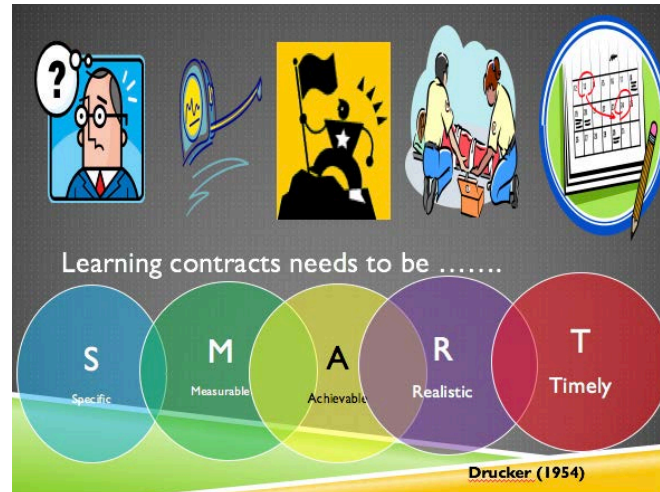 ?
Learning contracts needs to be .......
S
M
A
R
T
Specific
Measurable
Achievable
Realistic
Timely
Drucker (1954)